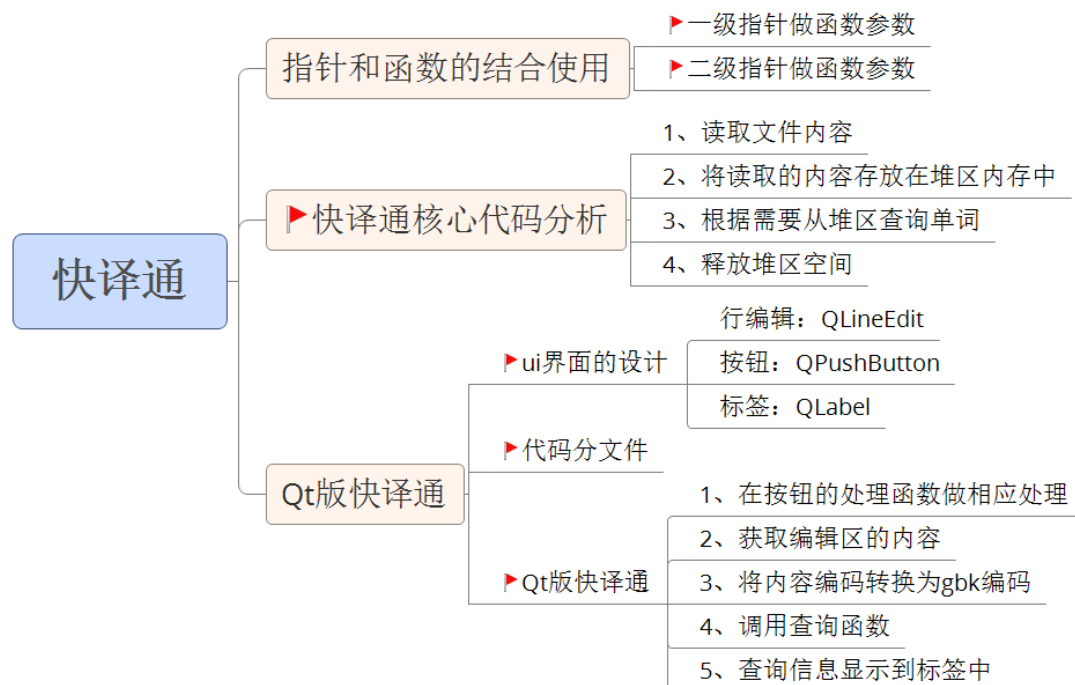 快译通
指针和函数的结合使用
一级指针做函数参数
二级指针做函数参数
快译通核心代码分析
1、读取文件内容
2、将读取的内容存放在堆区内存中
3、根据需要从堆区查询单词
4、释放堆区空间
Qt版快译通
ui界面的设计
行编辑：QLineEdit
按钮：QPushButton
标签：QLabel
代码分文件
Qt版快译通
1、在按钮的处理函数做相应处理
2、获取编辑区的内容
3、将内容编码转换为gbk编码
4、调用查询函数
5、查询信息显示到标签中